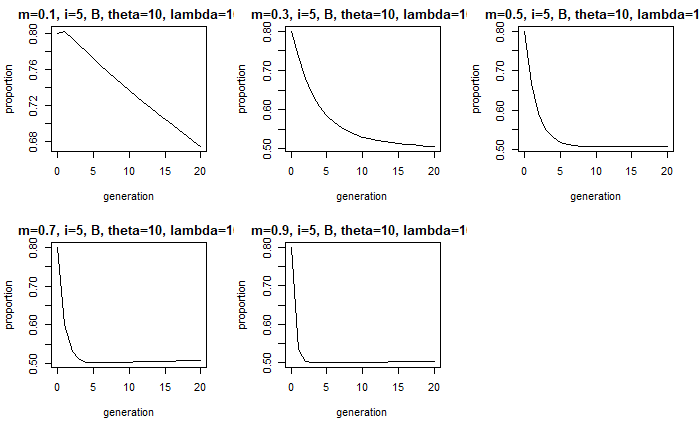 m=0.1, i=5, B, theta=10, lambda=10
proportion
0.80
0.76
0.72
0.68
0 5 10 15 20
generation
m=0.3, i=5, B, theta=10, lambda=10
proportion
0.80
0.70
0.60
0.50
0 5 10 15 20
generation
m=0.5, i=5, B, theta=10, lambda=1
proportion
0.80
0.70
0.60
0.50
0 5 10 15 20
generation
m=0.7, i=5, B, theta=10, lambda=10
proportion
0.80
0.70
0.60
0.50
0 5 10 15 20
generation
m=0.9, i=5, B, theta=10, lambda=10
proportion
0.80
0.70
0.60
0.50
0 5 10 15 20
generation